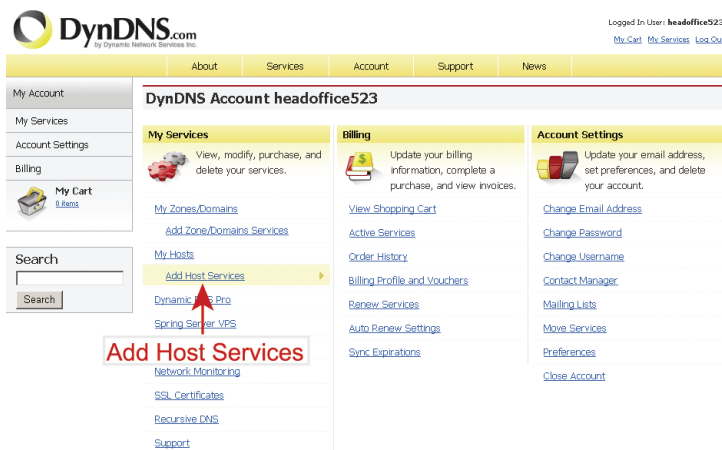 DynDNS.com
by Dynamic Network Services Inc.
Logged In User: headoffice523
My Cart My Services Log Out
About Services Account Support News
My Account
My Services
Account Settings
Billing
My Cart
0 items
Search
Search
DynDNS Account headoffice523
My Services
View, modify, purchase, and
delete your services.
My Zones/Domains
Add Zone/Domains Services
My Hosts
Add Host Services
Dynamic DNS Pro
Spring Server VPS
Add Host Services
Network Monitoring
SSL Certificates
Recursive DNS
Support
Billing
Update your billing
information, complete a
purchase, and view invoices.
View Shopping Cart
Active Services
Order History
Billing Profile and Vouchers
Renew Services
Auto Renew Settings
Sync Expirations
Account Settings
Update your email address,
set preferences, and delete
your account.
Change Email Address
Change Password
Change Username
Contact Manager
Mailing Lists
Move Services
Preferences
Close Account